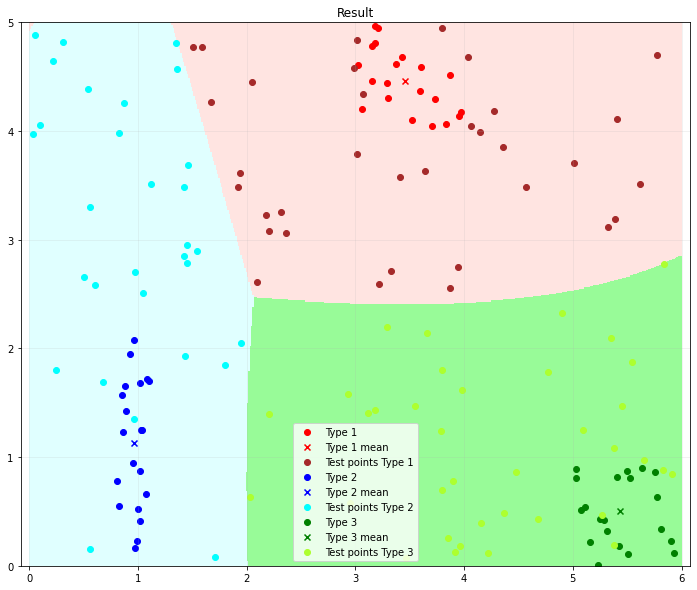 Result
5
4
3
2
1
0
Type 1
Type 1 mean
Test points Type 1
Type 2
Type 2 mean
Test points Type 2
Type 3
Type 3 mean
Test points Type 3
0 1 2 3 4 5 6